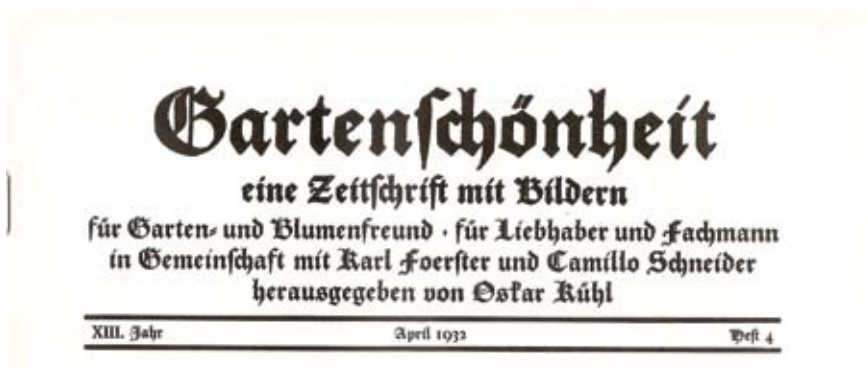 Gartenschönheit
eine Zeitschrift mit Bildern
für Garten- und Blumenfreund · für Liebhaber und Fachmann
in Gemeinschaft mit Karl Foerster und Camillo Schneider
herausgegeben von Oskar Kühl
XIII. Jahr April 1932 Heft 4